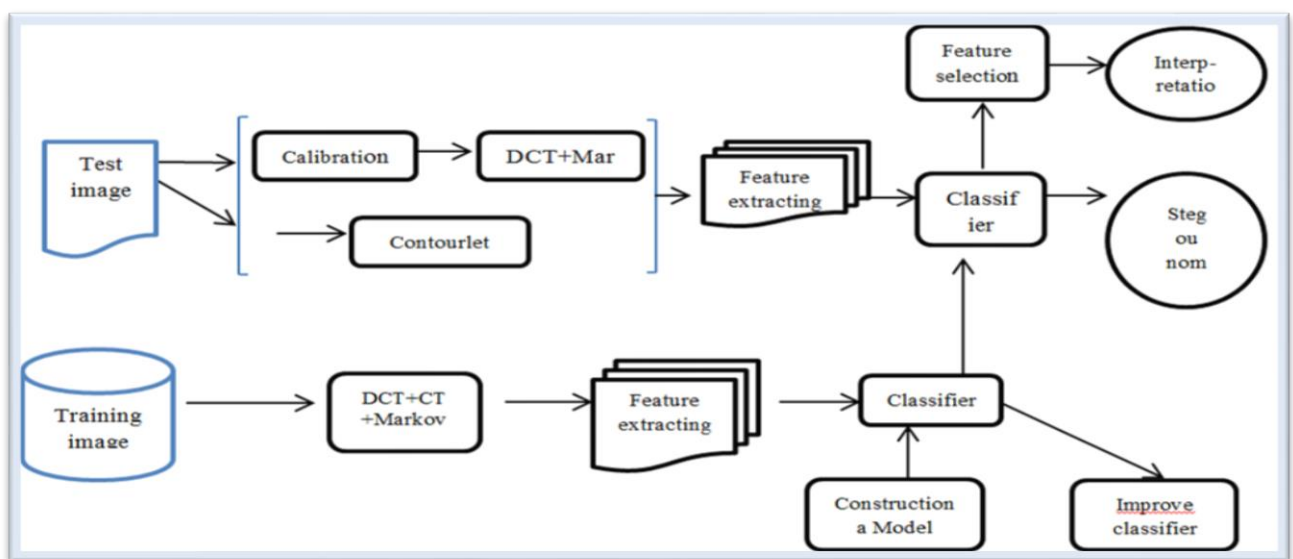 Feature
selection
Interp-
retatio
Test
image
Calibration
DCT+Mar
Contourlet
Feature
extracting
Classif
ier
Steg
ou
nom
Training
image
DCT+CT
+Markov
Feature
extracting
Classifier
Construction
a Model
Improve
classifier